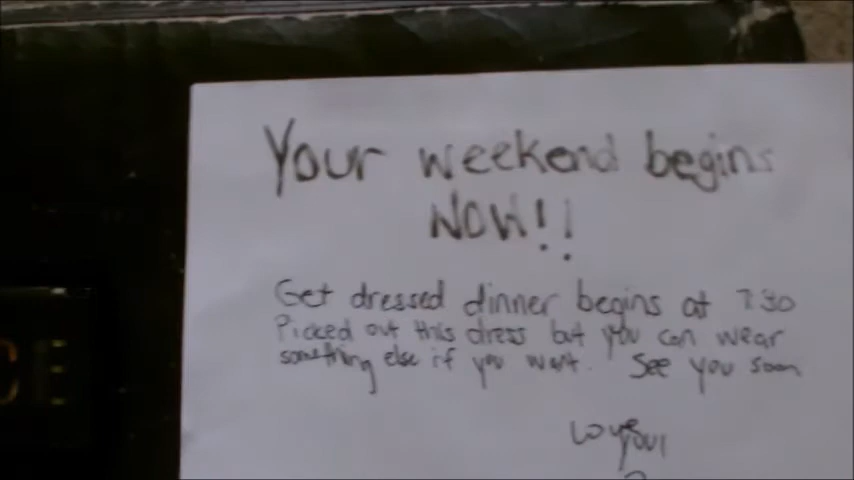 Your weekend begins
NOW!!
Get dressed dinner begins at 7:30
Picked out this dress but you can wear
something else if you want. See you soon
Love
your